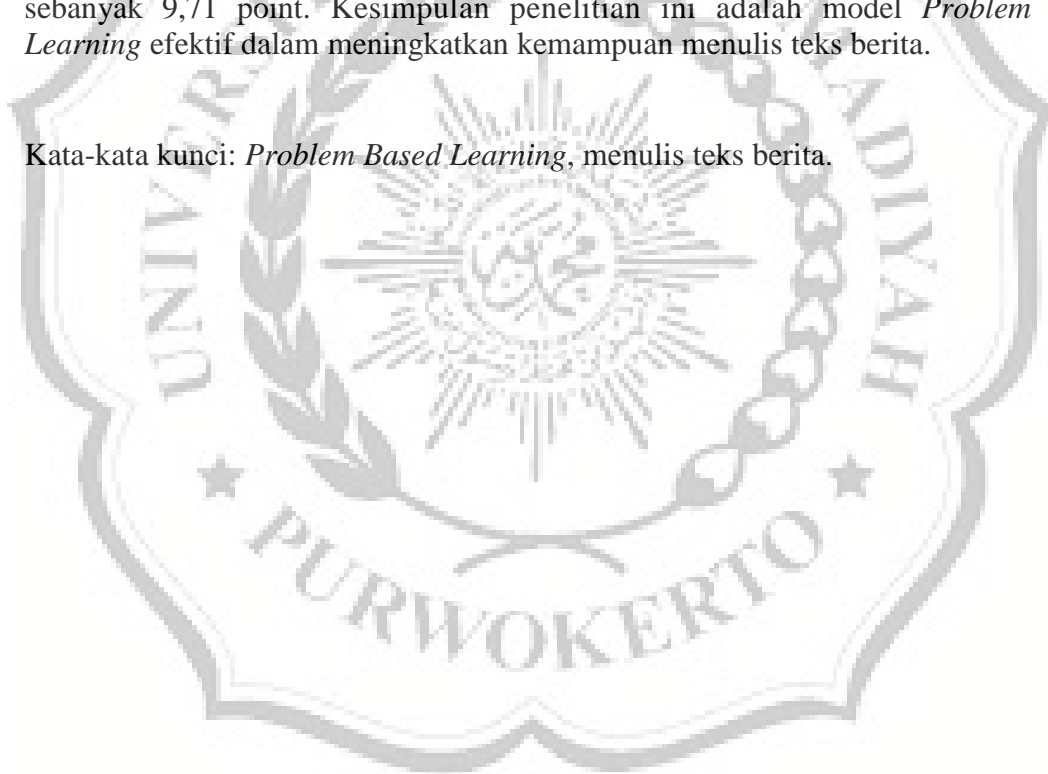 sebanyak 9,71 point. Kesimpulan penelitian ini adalah model Problem
Learning efektif dalam meningkatkan kemampuan menulis teks berita.
Kata-kata kunci: Problem Based Learning, menulis teks berita.
PURWOKERTO